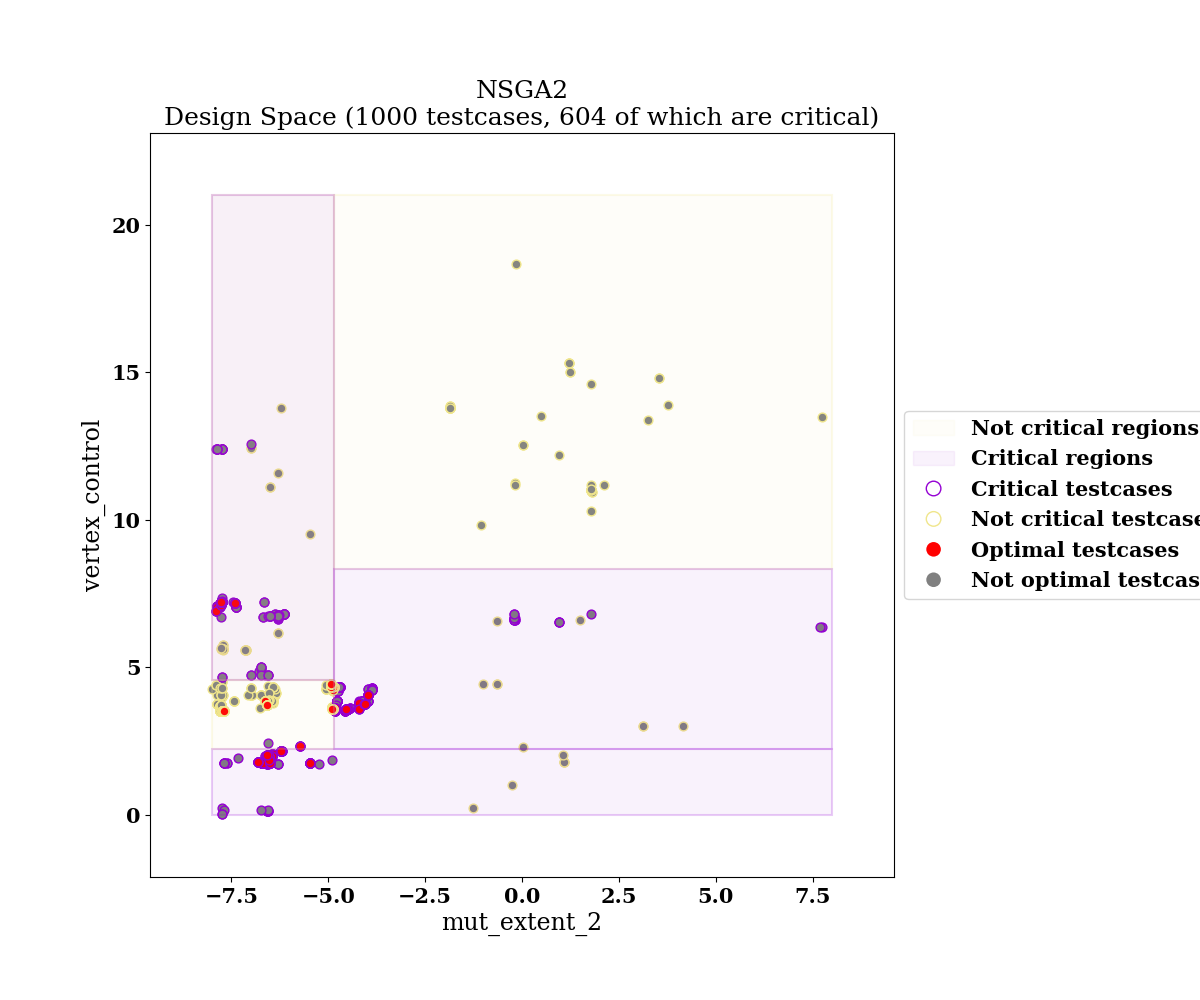 NSGA2
Design Space (1000 testcases, 604 of which are critical)
20
15
10
5
0
vertex_control
−7.5
−5.0
−2.5
0.0
2.5
5.0
7.5
mut_extent_2
Not critical regions
Critical regions
Critical testcases
Not critical testcase
Optimal testcases
Not optimal testcas